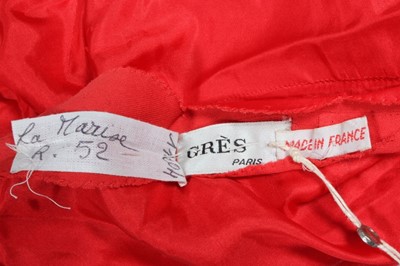 La Marise
R. 52
GRÈS
PARIS
MADE IN FRANCE